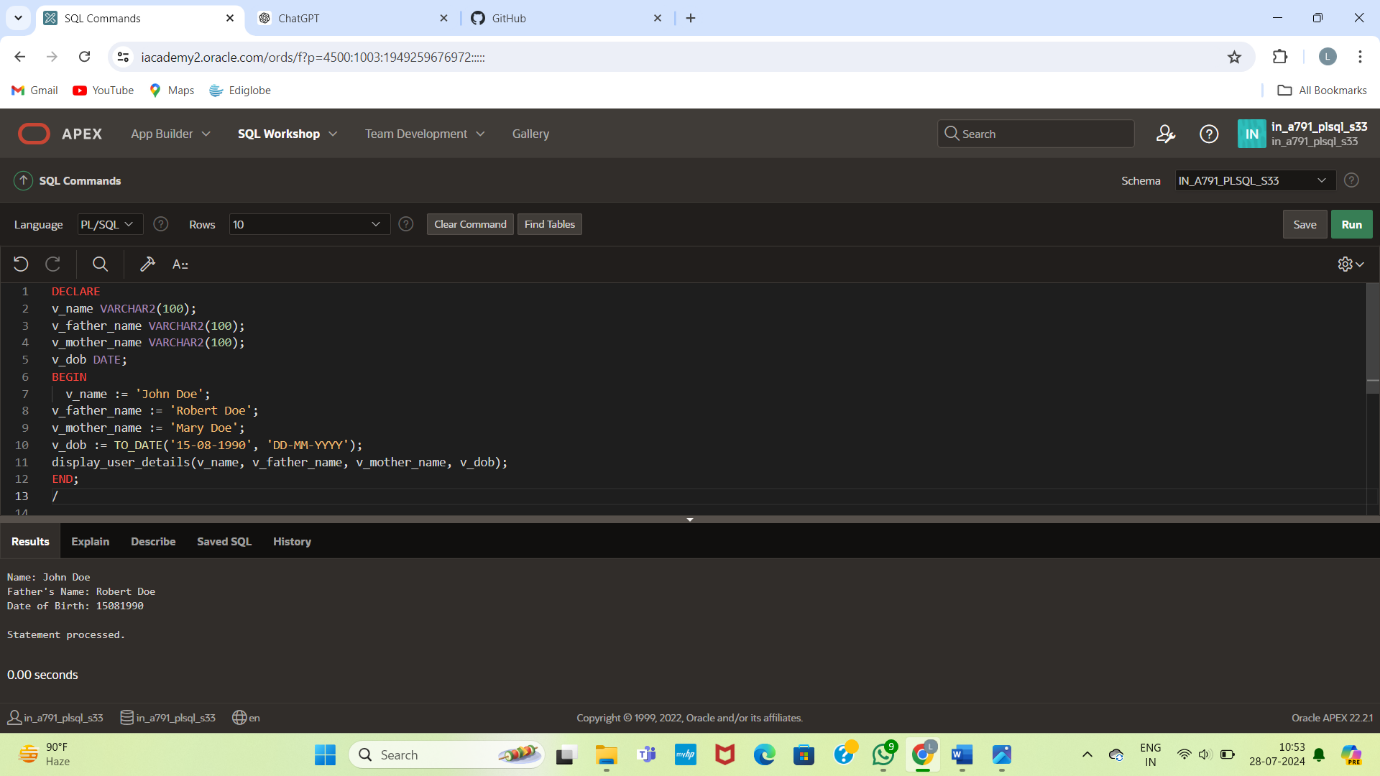 SQL Commands
ChatGPT
GitHub
iacademy2.oracle.com/ords/f?p=4500:1003:1949259676972:::::
L
Gmail YouTube Maps Ediglobe All Bookmarks
APEX App Builder SQL Workshop Team Development Gallery Search IN in_a791_plsql_s33
in_a791_plsql_s33
SQL Commands Schema IN_A791_PLSQL_S33
Language PL/SQL Rows 10 Clear Command Find Tables Save Run
A::
1 DECLARE
2 v_name VARCHAR2(100);
3 v_father_name VARCHAR2(100);
4 v_mother_name VARCHAR2(100);
5 v_dob DATE;
6 BEGIN
7 v_name := 'John Doe';
8 v_father_name := 'Robert Doe';
9 v_mother_name := 'Mary Doe';
10 v_dob := TO_DATE('15-08-1990', 'DD-MM-YYYY');
11 display_user_details(v_name, v_father_name, v_mother_name, v_dob);
12 END;
13 /
14
Results Explain Describe Saved SQL History
Name: John Doe
Father's Name: Robert Doe
Date of Birth: 15081990
Statement processed.
0.00 seconds
in_a791_plsql_s33 in_a791_plsql_s33 en Copyright © 1999, 2022, Oracle and/or its affiliates. Oracle APEX 22.2.1
90°F
Haze
Search
myhp
9
L
W
ENG
IN
10:53
28-07-2024
PRE